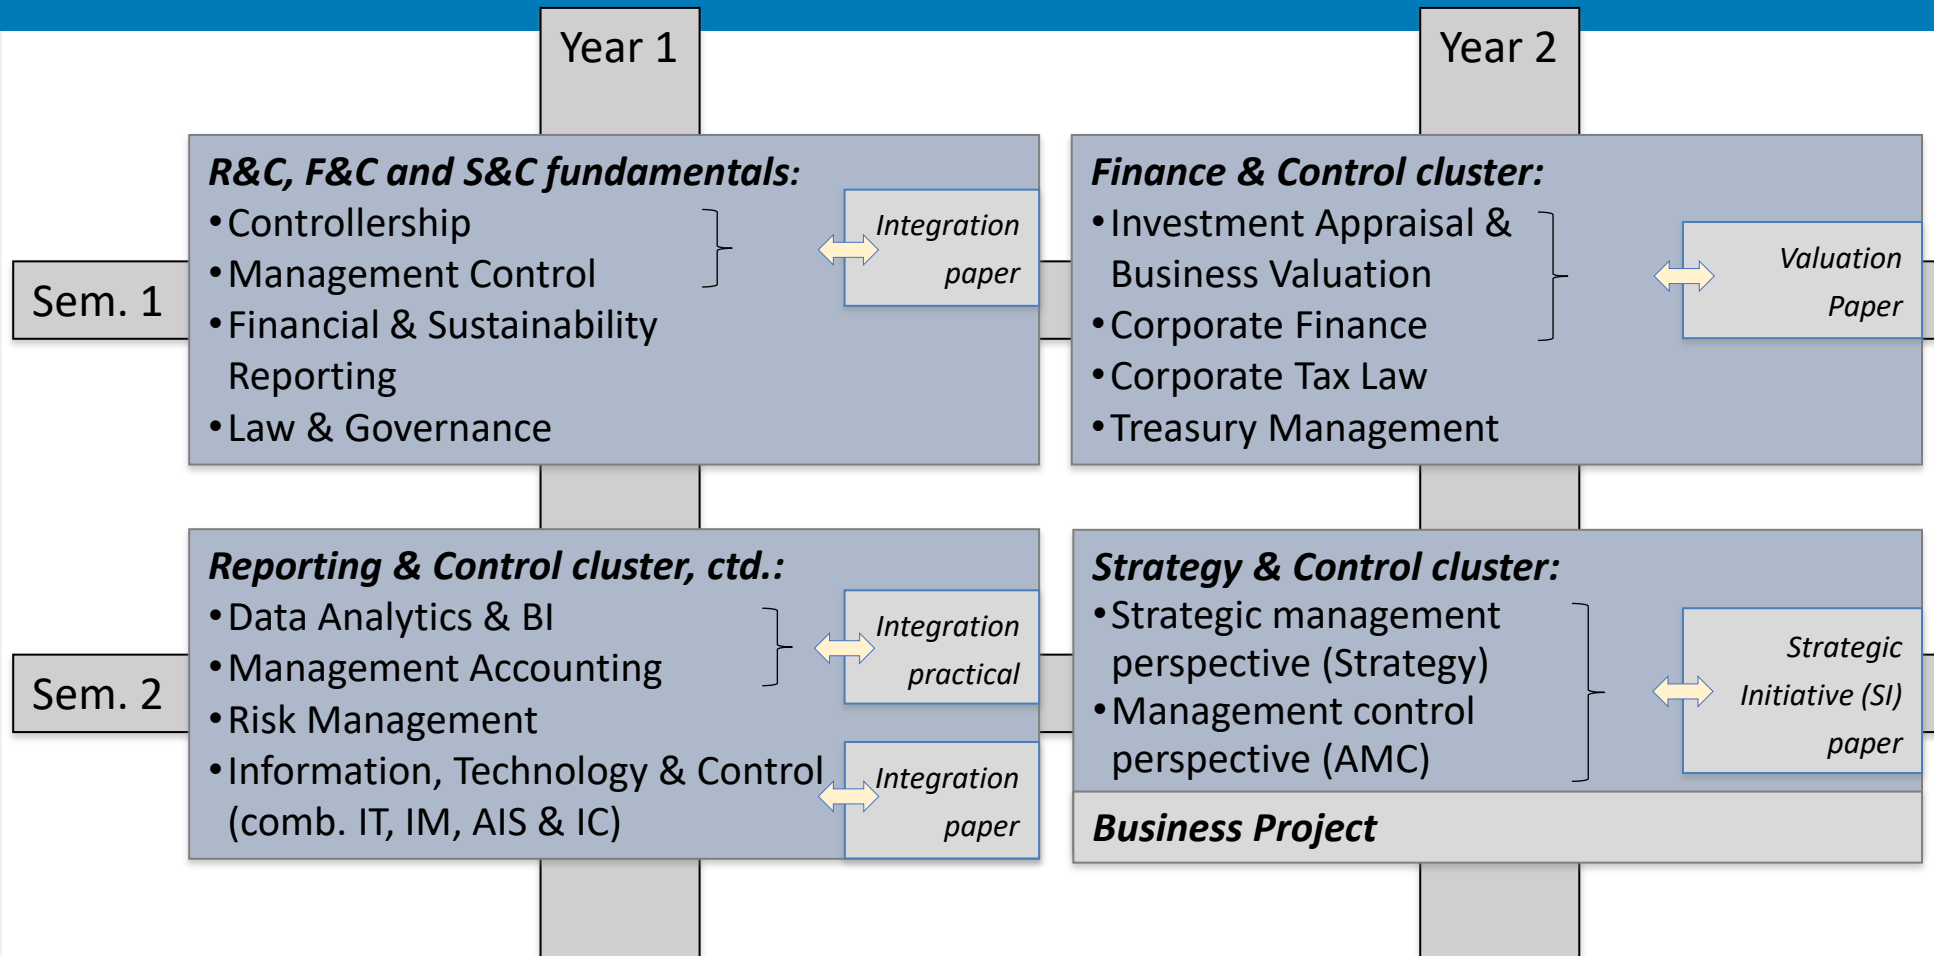 Year 1
Year 2
Sem. 1
R&C, F&C and S&C fundamentals:
•Controllership
•Management Control
•Financial & Sustainability
Reporting
•Law & Governance
Integration
paper
Finance & Control cluster:
•Investment Appraisal &
Business Valuation
•Corporate Finance
•Corporate Tax Law
•Treasury Management
Valuation
Paper
Sem. 2
Reporting & Control cluster, ctd.:
•Data Analytics & BI
•Management Accounting
•Risk Management
•Information, Technology & Control
(comb. IT, IM, AIS & IC)
Integration
practical
Integration
paper
Strategy & Control cluster:
•Strategic management
perspective (Strategy)
•Management control
perspective (AMC)
Strategic
Initiative (SI)
paper
Business Project